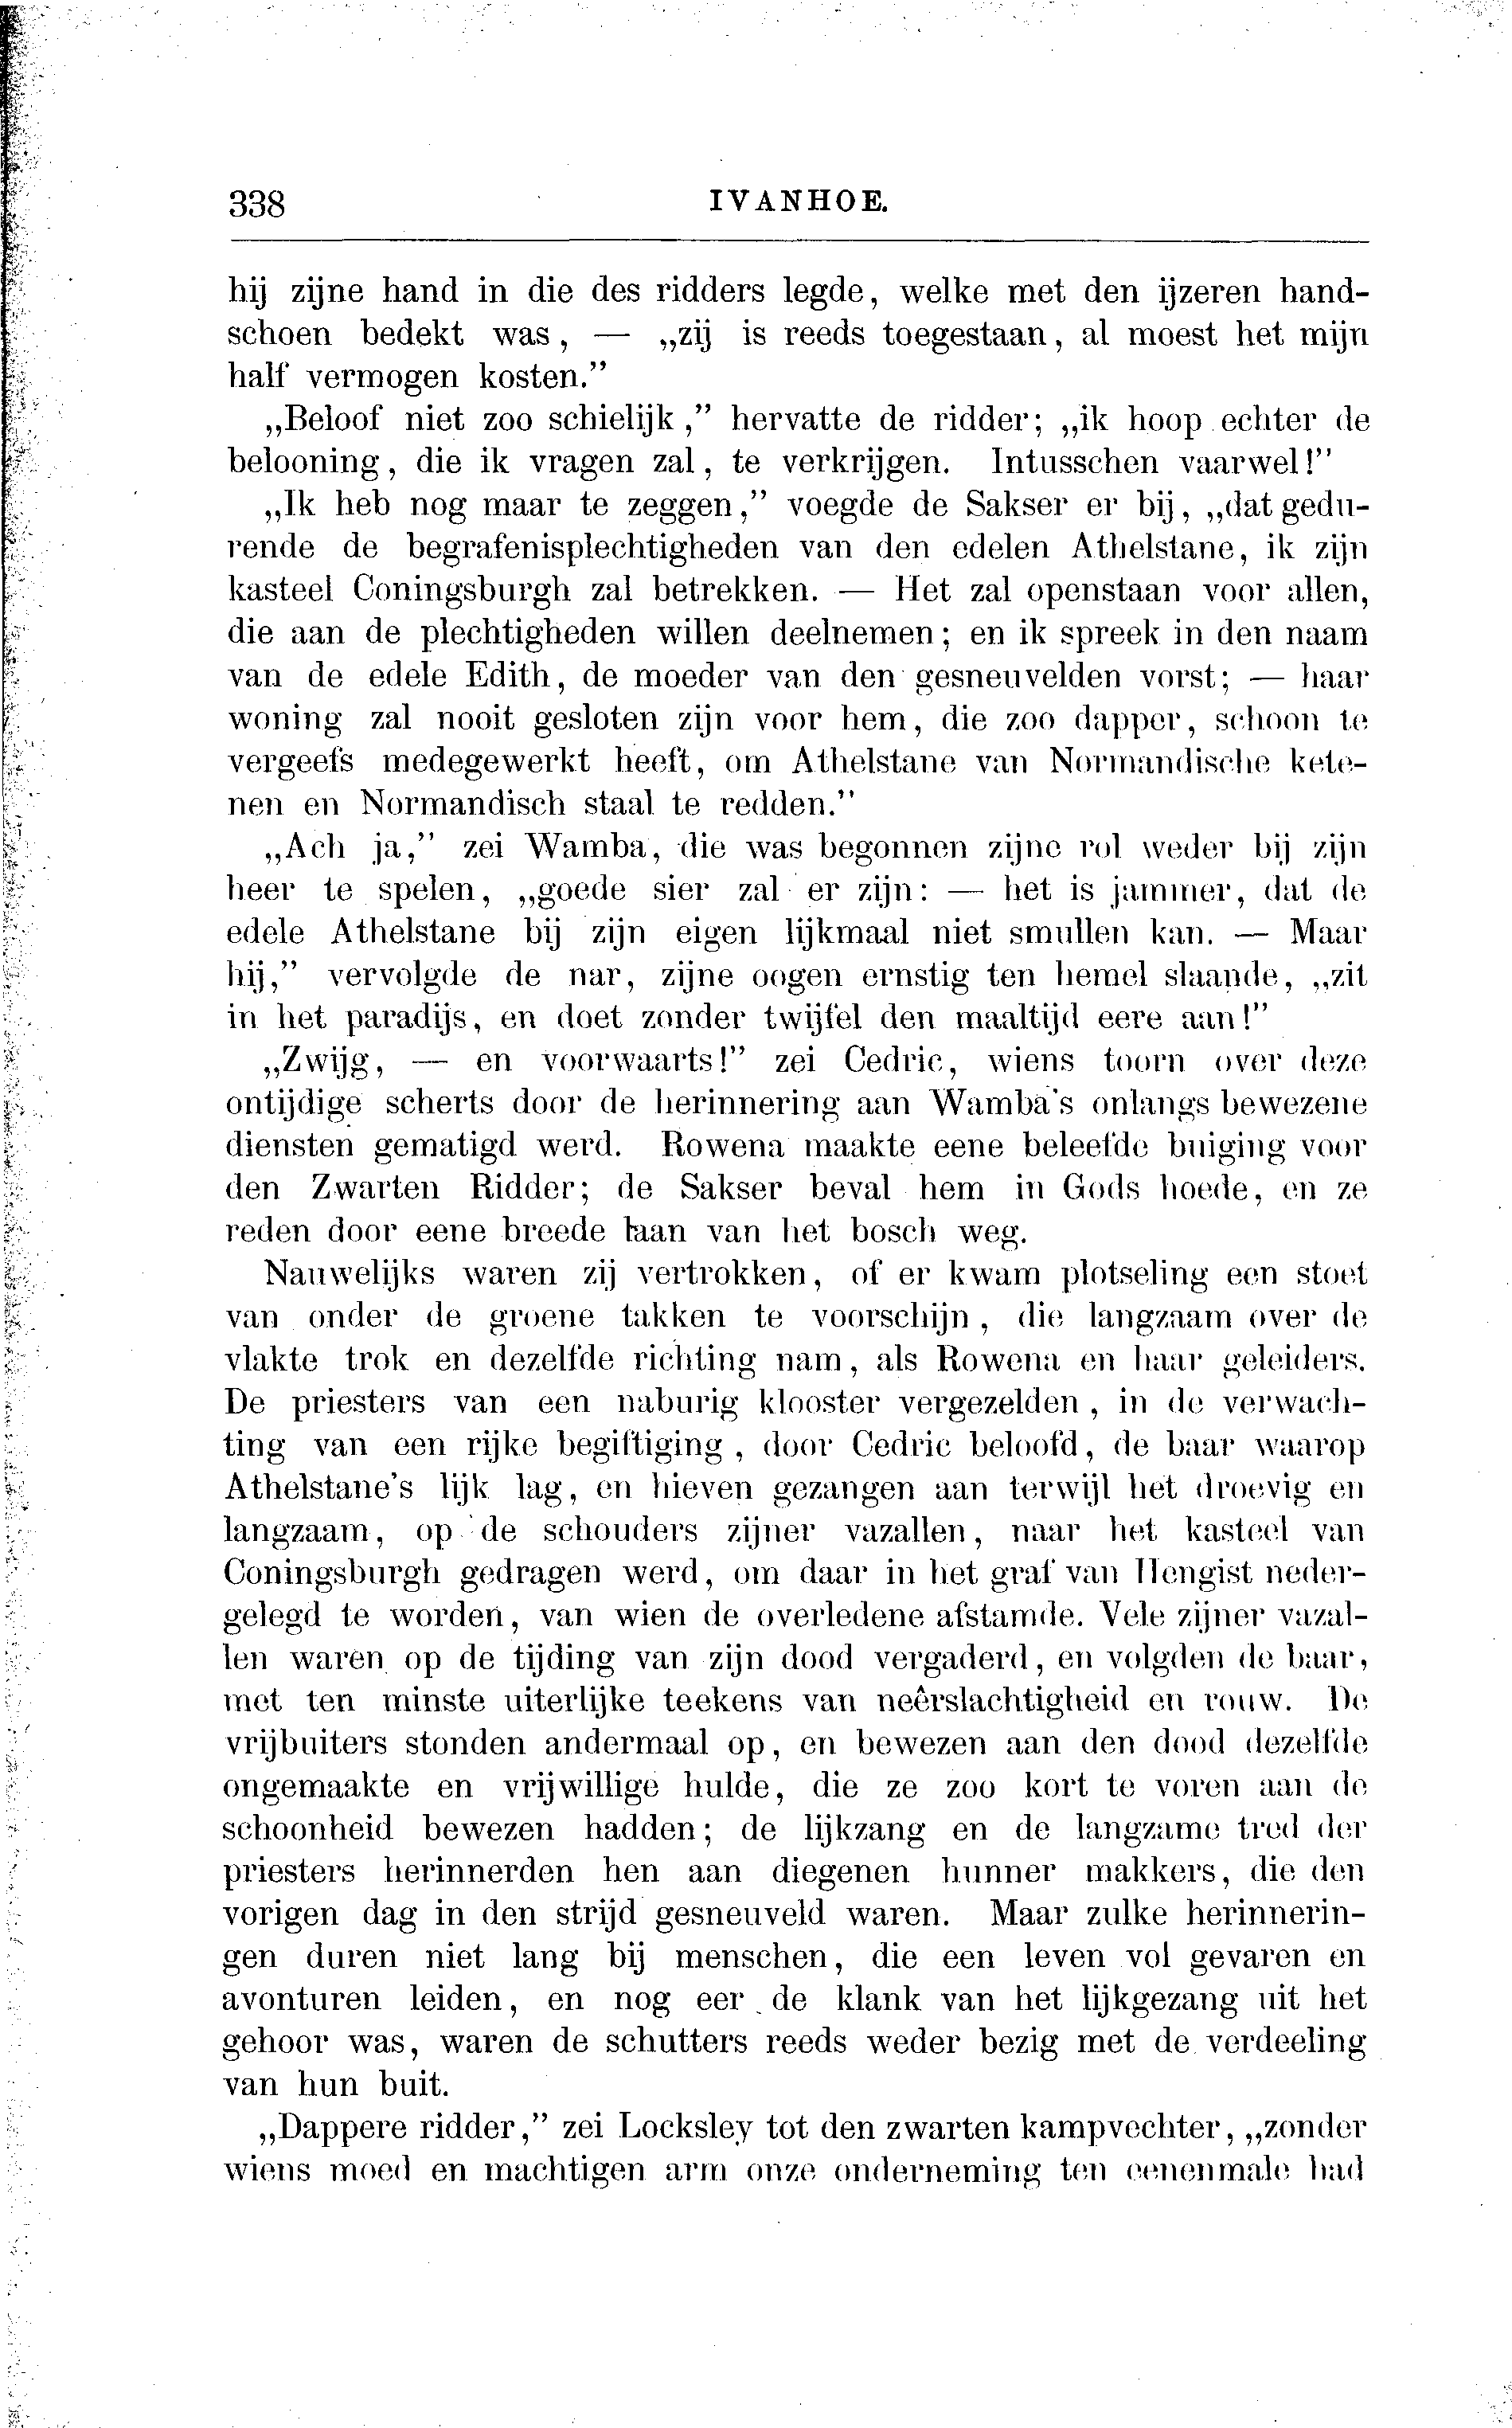 338
IVANHOE.
hij zijne hand in die des ridders legde, welke met den ijzeren hand-
schoen bedekt was, — „zij is reeds toegestaan, al moest het mijn
half vermogen kosten.”
„Beloof niet zoo schielijk,” hervatte de ridder; „ik hoop echter de
belooning, die ik vragen zal, te verkrijgen. Intusschen vaarwel!”
„Ik heb nog maar te zeggen,” voegde de Sakser er bij, „dat gedu-
rende de begrafenisplechtigheden van den edelen Athelstane, ik zijn
kasteel Coningsburgh zal betrekken. — Het zal openstaan voor allen,
die aan de plechtigheden willen deelnemen; en ik spreek in den naam
van de edele Edith, de moeder van den gesneuvelden vorst; — haar
woning zal nooit gesloten zijn voor hem, die zoo dapper, schoon te
vergeefs medegewerkt heeft, om Athelstane van Normandische kete-
nen en Normandisch staal te redden.”
„Ach ja,” zei Wamba, die was begonnen zijne rol weder bij zijn
heer te spelen, „goede sier zal er zijn: — het is jammer, dat de
edele Athelstane bij zijn eigen lijkmaal niet smullen kan. — Maar
hij,” vervolgde de nar, zijne oogen ernstig ten hemel slaande, „zit
in het paradijs, en doet zonder twijfel den maaltijd eere aan!”
„Zwijg, — en voorwaarts!” zei Cedric, wiens toorn over deze
ontijdige scherts door de herinnering aan Wamba's onlangs bewezene
diensten gematigd werd. Rowena maakte eene beleefde buiging voor
den Zwarten Ridder; de Sakser beval hem in Gods hoede, en ze
reden door eene breede laan van het bosch weg.
Nauwelijks waren zij vertrokken, of er kwam plotseling een stoet
van onder de groene takken te voorschijn, die langzaam over de
vlakte trok en dezelfde richting nam, als Rowena en haar geleiders.
De priesters van een naburig klooster vergezelden, in de verwach-
ting van een rijke begiftiging, door Cedric beloofd, de baar waarop
Athelstane's lijk lag, en hieven gezangen aan terwijl het droevig en
langzaam, op de schouders zijner vazallen, naar het kasteel van
Coningsburgh gedragen werd, om daar in het graf van Hengist neder-
gelegd te worden, van wien de overledene afstamde. Vele zijner vazal-
len waren op de tijding van zijn dood vergaderd, en volgden de baar,
met ten minste uiterlijke teekens van neêrslachtigheid en rouw. De
vrijbuiters stonden andermaal op, en bewezen aan den dood dezelfde
ongemaakte en vrijwillige hulde, die ze zoo kort te voren aan de
schoonheid bewezen hadden; de lijkzang en de langzame tred der
priesters herinnerden hen aan diegenen hunner makkers, die den
vorigen dag in den strijd gesneuveld waren. Maar zulke herinnerin-
gen duren niet lang bij menschen, die een leven vol gevaren en
avonturen leiden, en nog eer de klank van het lijkgezang uit het
gehoor was, waren de schutters reeds weder bezig met de verdeeling
van hun buit.
„Dappere ridder,” zei Locksley tot den zwarten kampvechter, „zonder
wiens moed en machtigen arm onze onderneming ten eenenmale had